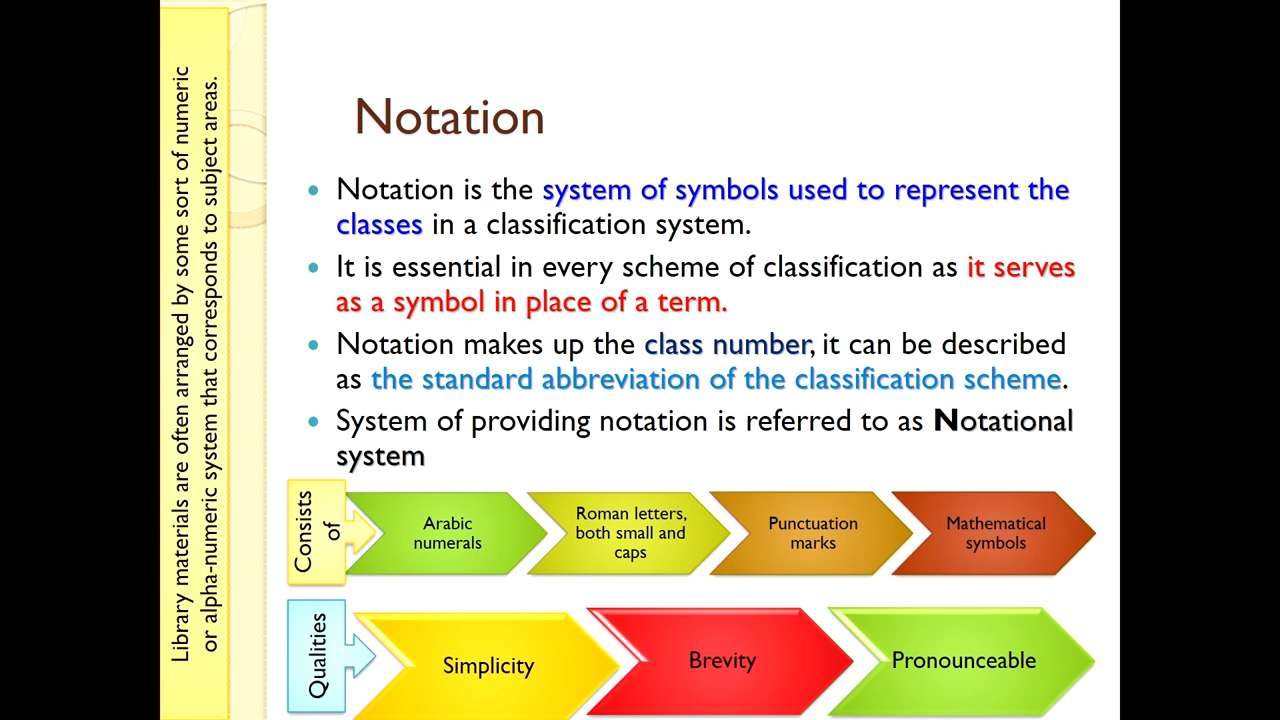 Library materials are often arranged by some sort of numeric
or alpha-numeric system that corresponds to subject areas.
Notation
• Notation is the system of symbols used to represent the
classes in a classification system.
• It is essential in every scheme of classification as it serves
as a symbol in place of a term.
• Notation makes up the class number, it can be described
as the standard abbreviation of the classification scheme.
• System of providing notation is referred to as Notational
system
Consists
of
Arabic
numerals
Roman letters,
both small and
caps
Punctuation
marks
Mathematical
symbols
Qualities
Simplicity
Brevity
Pronounceable